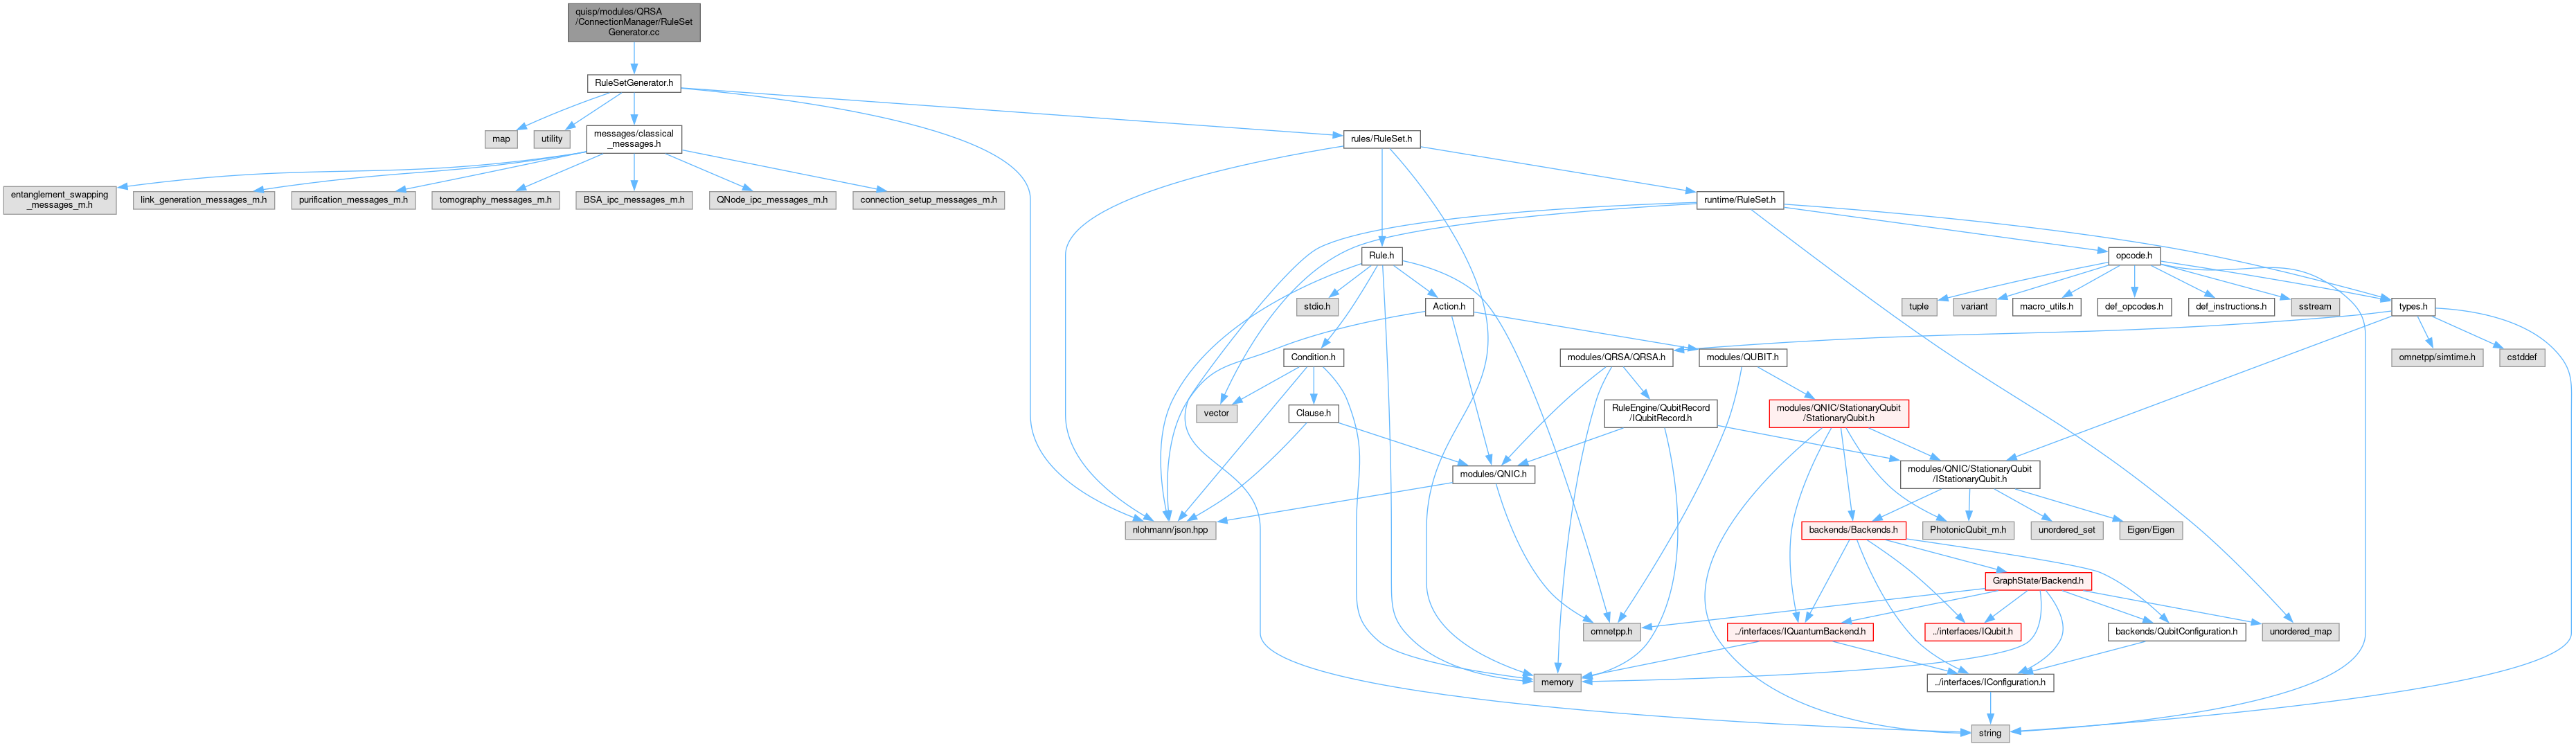 quisp/modules/QRSA
/ConnectionManager/RuleSet
Generator.cc
RuleSetGenerator.h
map
utility
messages/classical
_messages.h
rules/RuleSet.h
entanglement_swapping
_messages_m.h
link_generation_messages_m.h
purification_messages_m.h
tomography_messages_m.h
BSA_ipc_messages_m.h
QNode_ipc_messages_m.h
connection_setup_messages_m.h
runtime/RuleSet.h
Rule.h
opcode.h
stdio.h
Action.h
tuple
variant
macro_utils.h
def_opcodes.h
def_instructions.h
sstream
types.h
Condition.h
modules/QRSA/QRSA.h
modules/QUBIT.h
omnetpp/simtime.h
cstddef
vector
Clause.h
RuleEngine/QubitRecord
/IQubitRecord.h
modules/QNIC/StationaryQubit
/StationaryQubit.h
modules/QNIC.h
modules/QNIC/StationaryQubit
/IStationaryQubit.h
nlohmann/json.hpp
backends/Backends.h
PhotonicQubit_m.h
unordered_set
Eigen/Eigen
GraphState/Backend.h
omnetpp.h
../interfaces/IQuantumBackend.h
../interfaces/IQubit.h
backends/QubitConfiguration.h
unordered_map
memory
../interfaces/IConfiguration.h
string